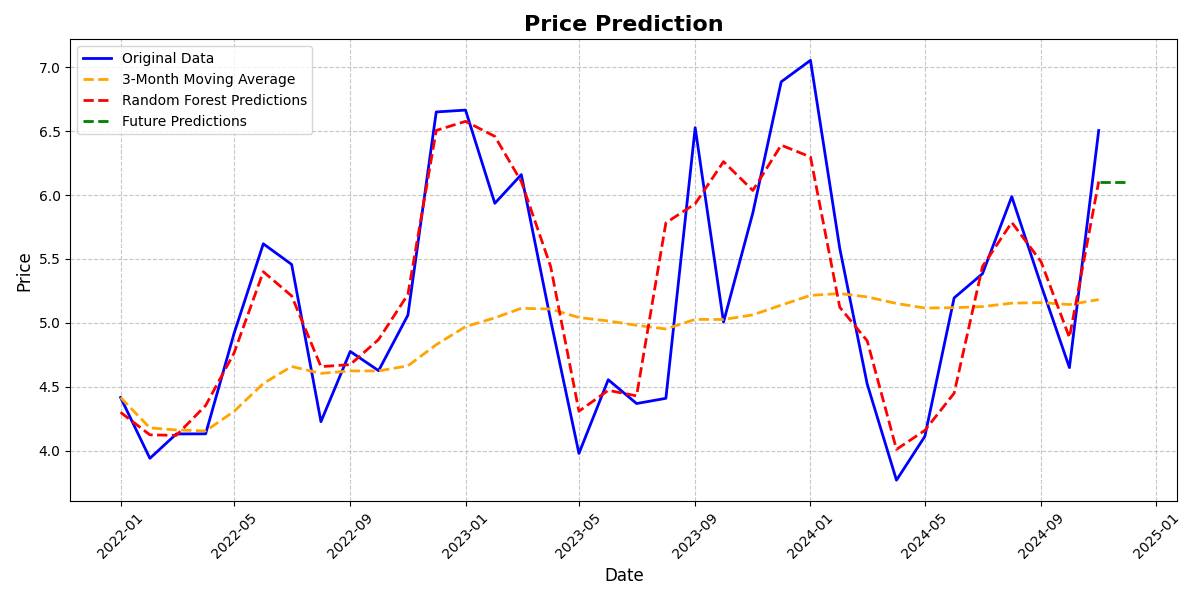 Price Prediction
Original Data
3-Month Moving Average
Random Forest Predictions
Future Predictions
Price
7.0
6.5
6.0
5.5
5.0
4.5
4.0
2022-01
2022-05
2022-09
2023-01
2023-05
2023-09
2024-01
2024-05
2024-09
2025-01
Date